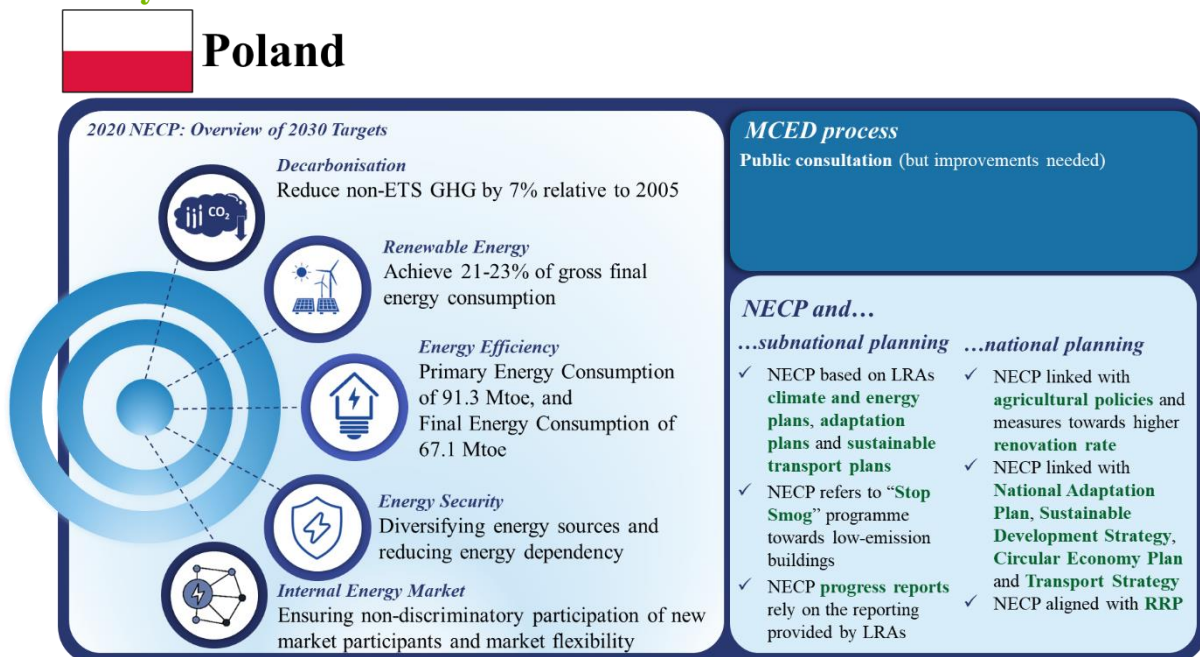 Poland
2020 NECP: Overview of 2030 Targets
Decarbonisation
Reduce non-ETS GHG by 7% relative to 2005
CO₂
Renewable Energy
Achieve 21-23% of gross final
energy consumption
Energy Efficiency
Primary Energy Consumption
of 91.3 Mtoe, and
Final Energy Consumption of
67.1 Mtoe
Energy Security
Diversifying energy sources and
reducing energy dependency
Internal Energy Market
Ensuring non-discriminatory participation of new
market participants and market flexibility
MCED process
Public consultation (but improvements needed)
NECP and…
…subnational planning
✓ NECP based on LRAs
climate and energy
plans, adaptation
plans and sustainable
transport plans
✓ NECP refers to “Stop
Smog” programme
towards low-emission
buildings
✓ NECP progress reports
rely on the reporting
provided by LRAs
…national planning
✓ NECP linked with
agricultural policies and
measures towards higher
renovation rate
✓ NECP linked with
National Adaptation
Plan, Sustainable
Development Strategy,
Circular Economy Plan
and Transport Strategy
✓ NECP aligned with RRP